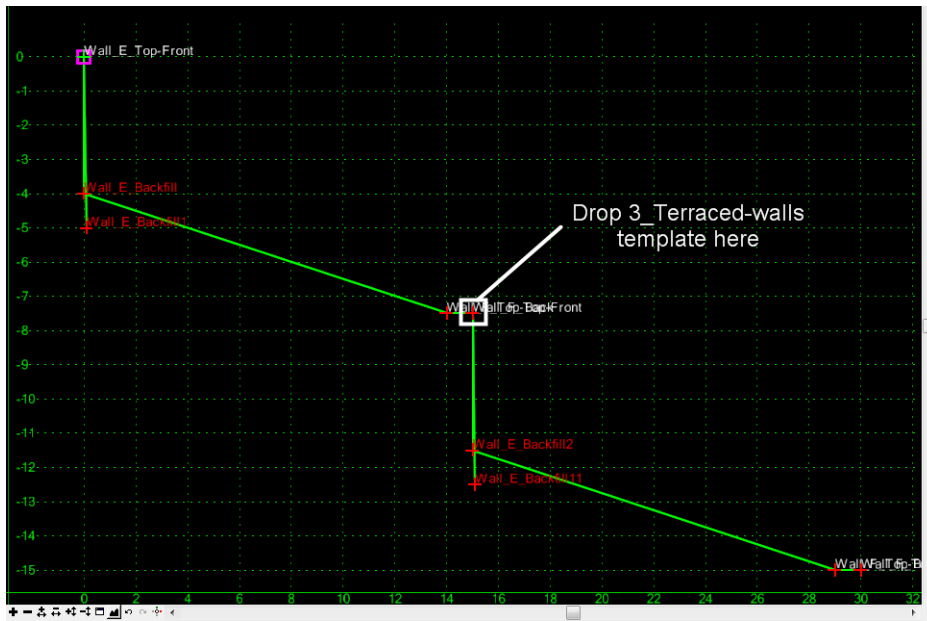 Wall_E_Top-Front
0
-1
-2
-3
-4
Wall_E_Backfill
-5
Wall_E_Backfill1
-6
Drop 3_Terraced-walls
template here
-7
-8
-9
-10
-11
Wall_E_Backfill2
-12
Wall_E_Backfill11
-13
-14
-15
0 2 4 6 8 10 12 14 16 18 20 22 24 26 28 30 32